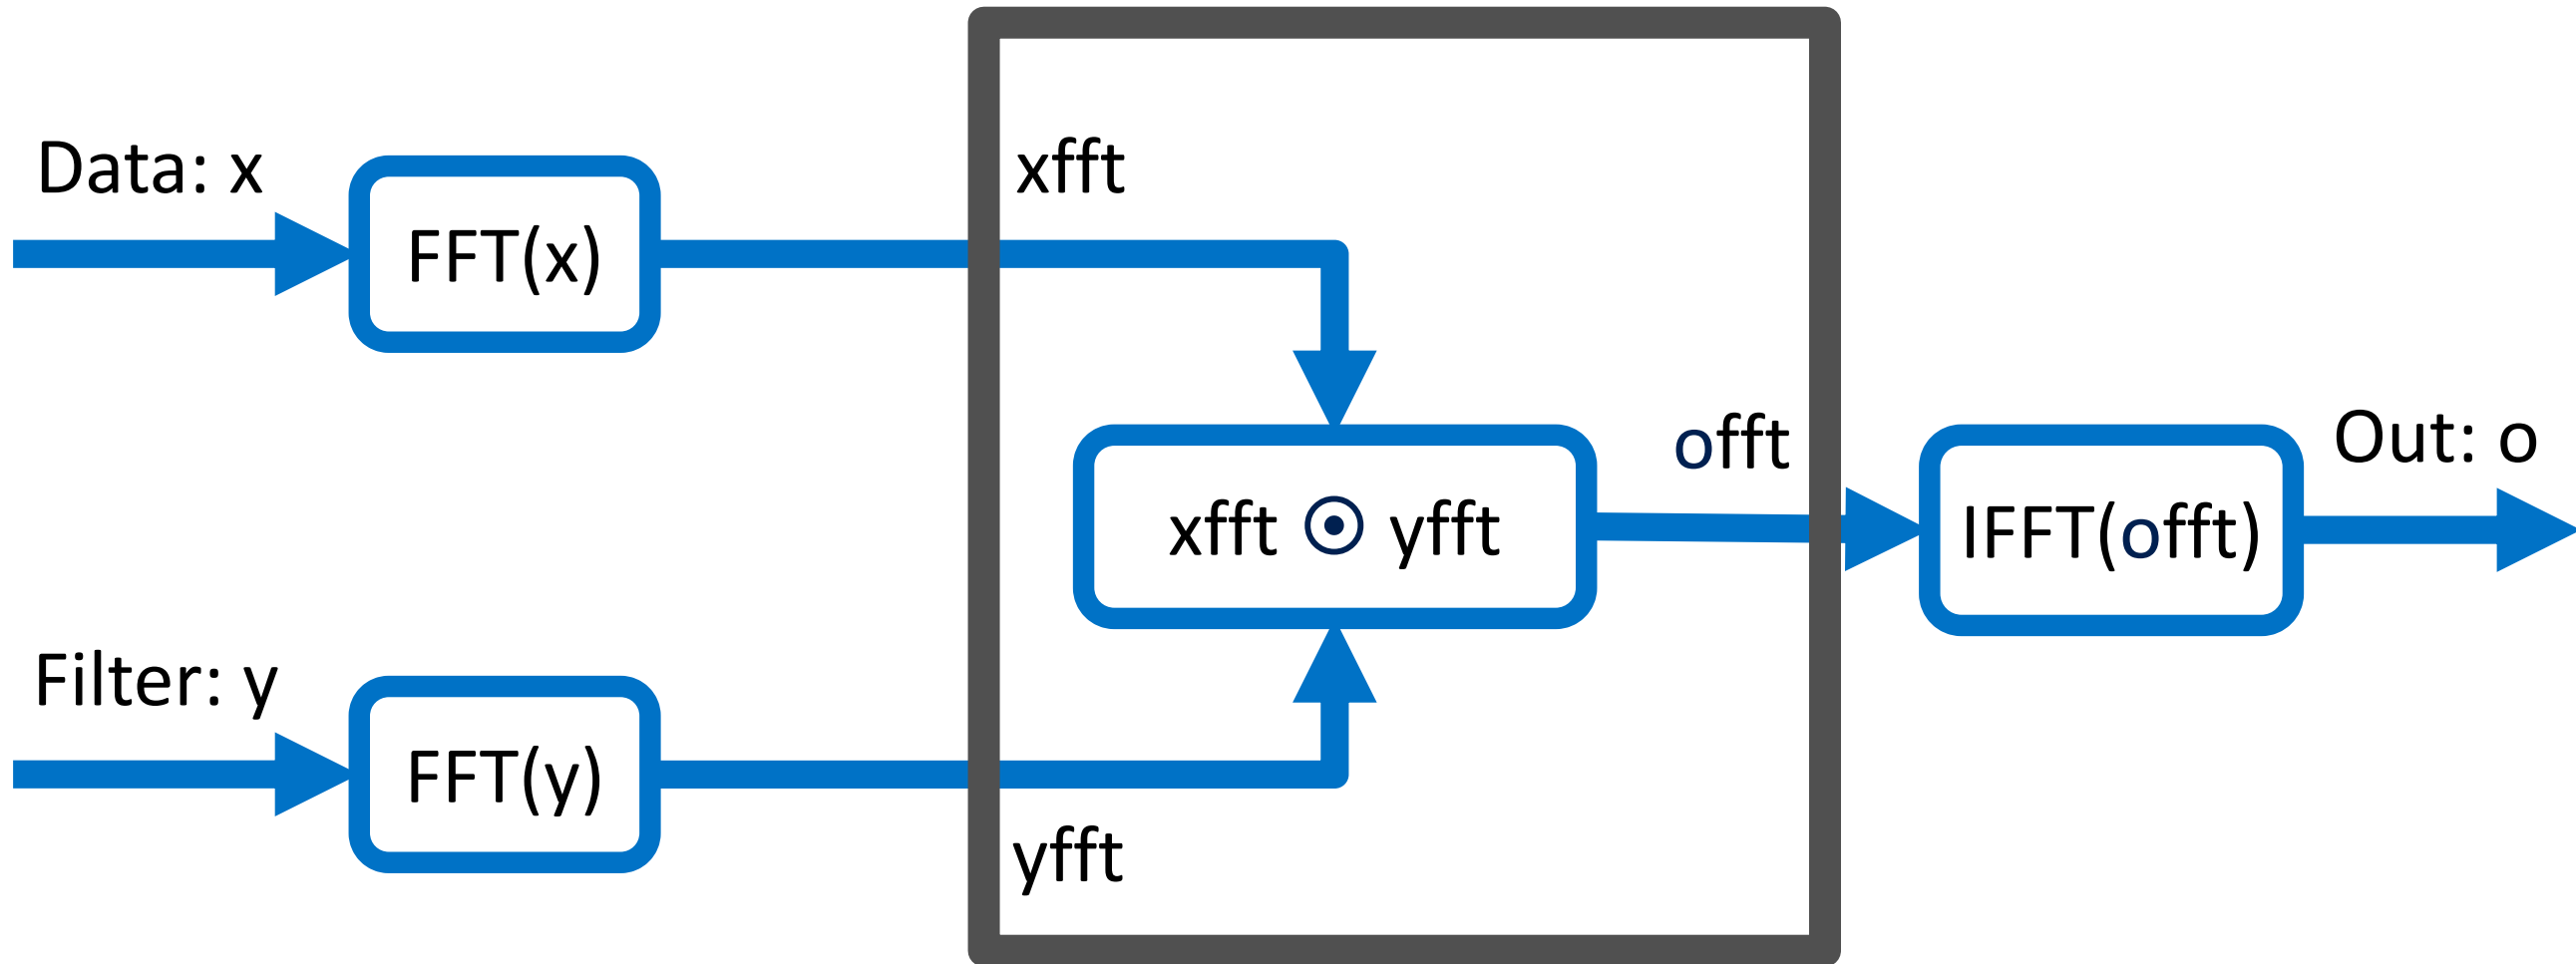 Data: x
FFT(x)
xfft
xfft ⊙ yfft
offt
IFFT(offt)
Out: o
Filter: y
FFT(y)
yfft